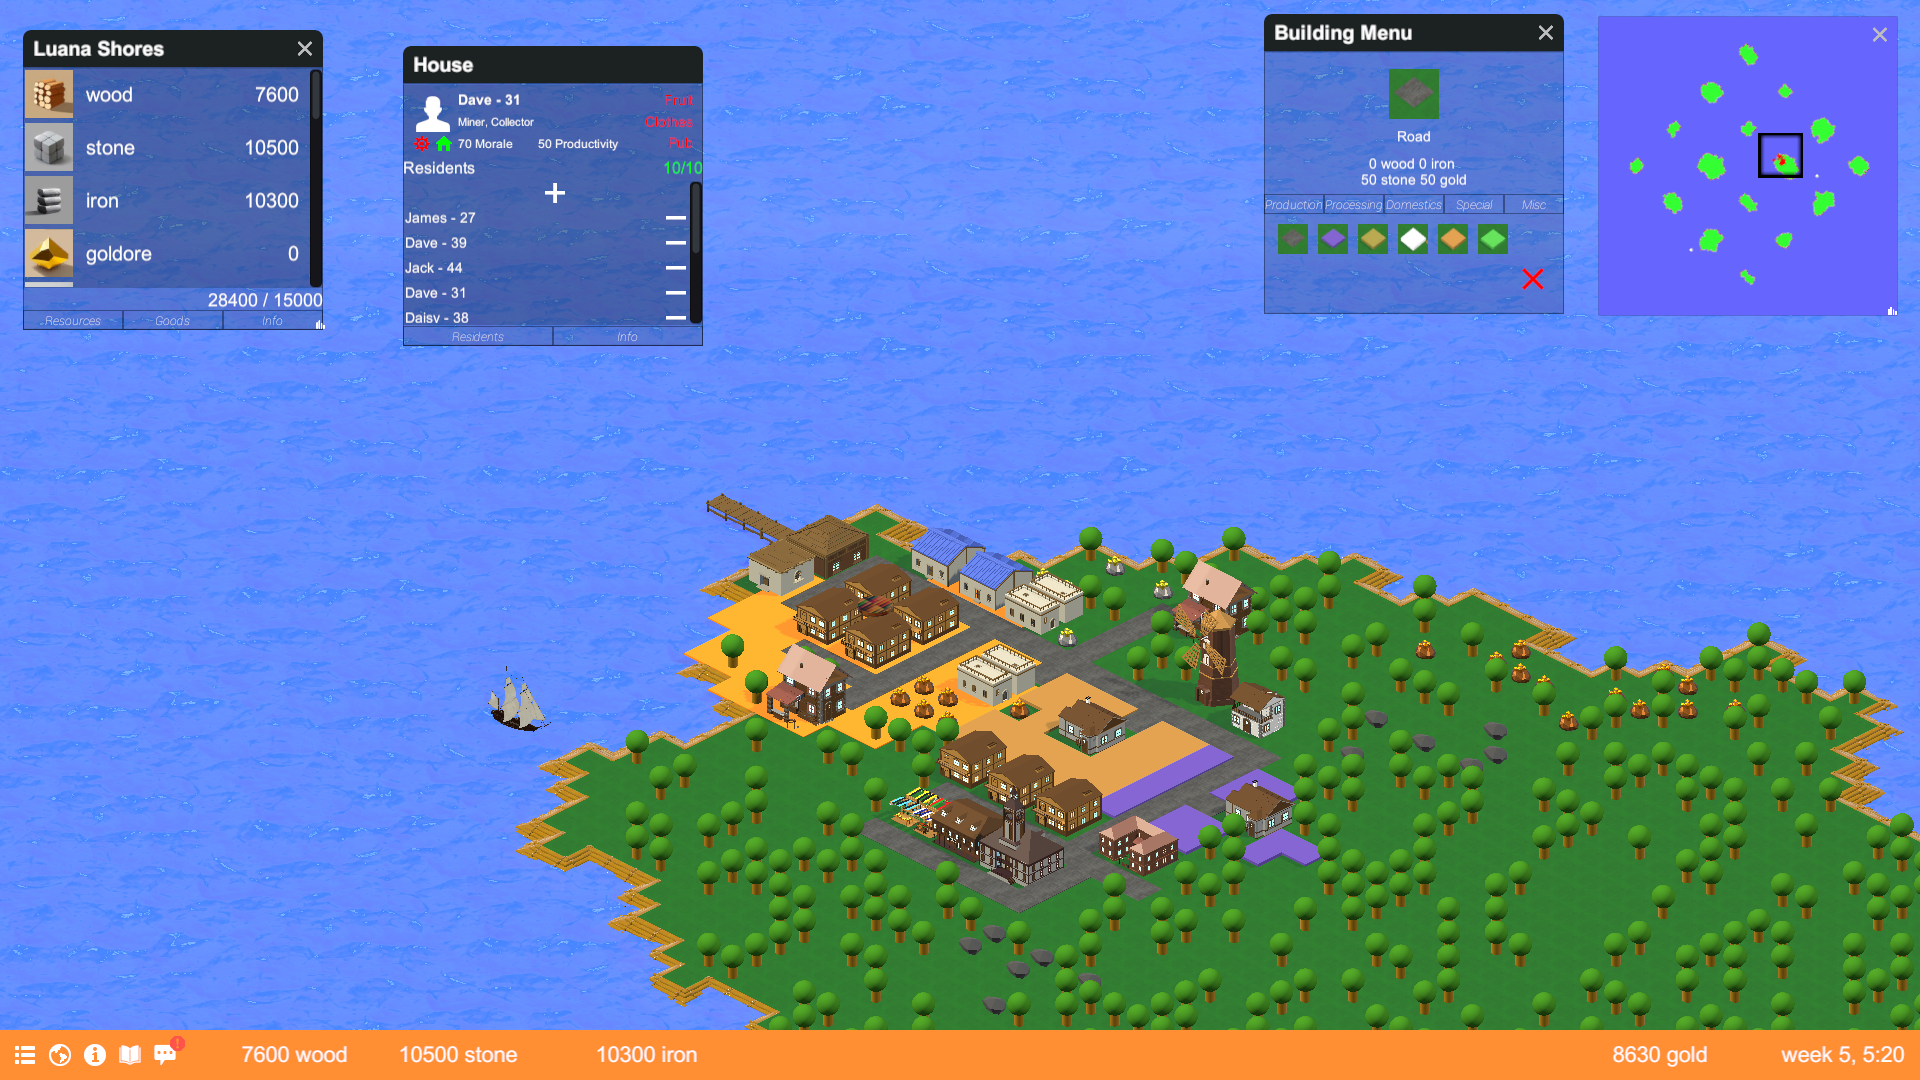 Luana Shores
wood 7600
stone 10500
iron 10300
goldore 0
28400 / 15000
Resources Goods Info
House
Dave - 31 Fruit
Miner, Collector Clothes
70 Morale 50 Productivity Pub
Residents 10/10
James - 27
Dave - 39
Jack - 44
Dave - 31
Daisy - 38
Residents Info
Building Menu
Road
0 wood 0 iron
50 stone 50 gold
Production Processing Domestics Special Misc
7600 wood 10500 stone 10300 iron 8630 gold week 5, 5:20